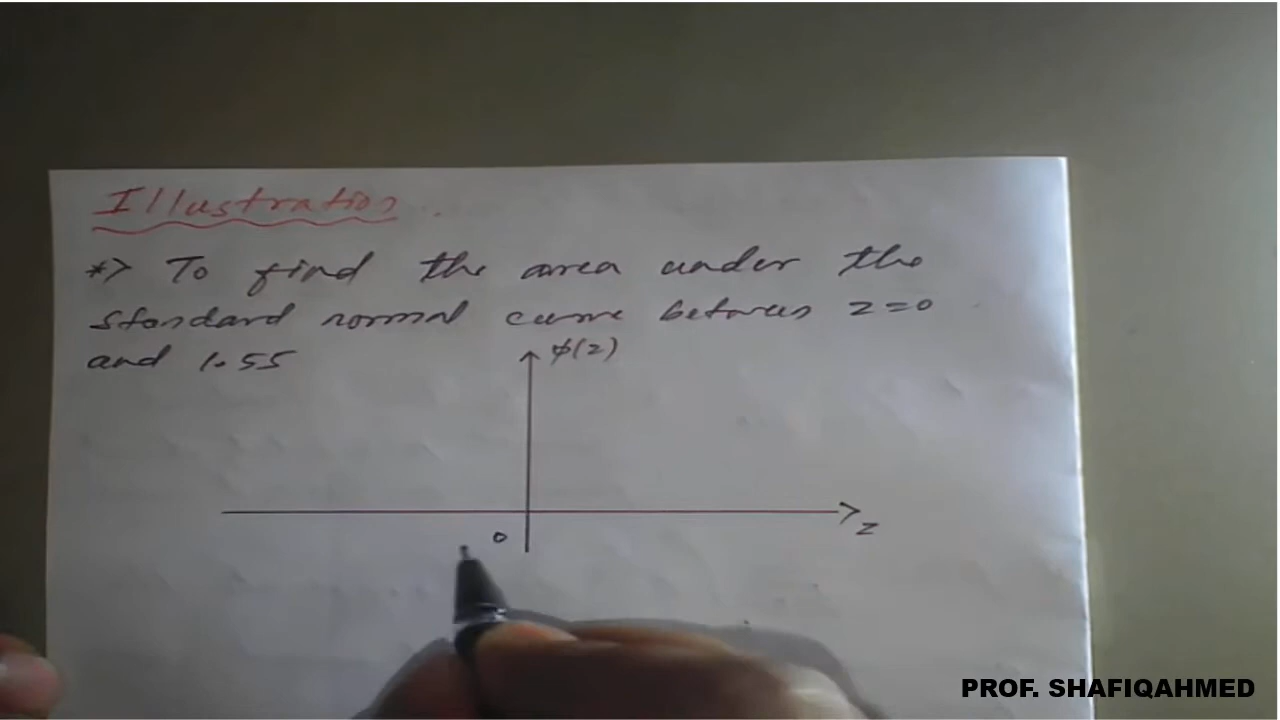 Illustration
*> To find the area under the
standard normal curve between z=0
and 1.55
φ(z)
z
0
PROF. SHAFIQAHMED